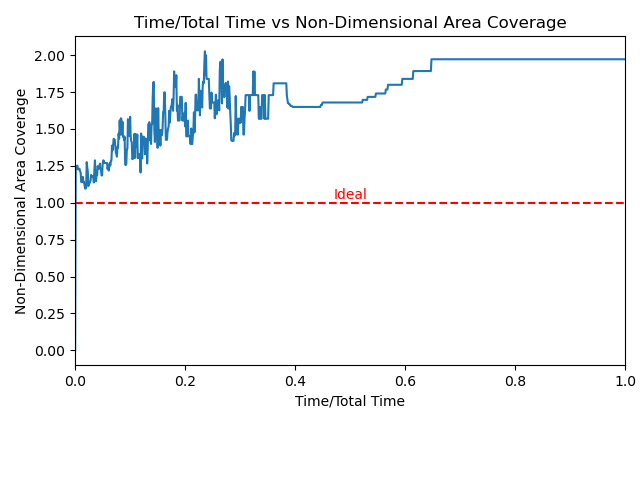 Time/Total Time vs Non-Dimensional Area Coverage
Non-Dimensional Area Coverage
2.00
1.75
1.50
1.25
1.00
0.75
0.50
0.25
0.00
Ideal
0.0 0.2 0.4 0.6 0.8 1.0
Time/Total Time